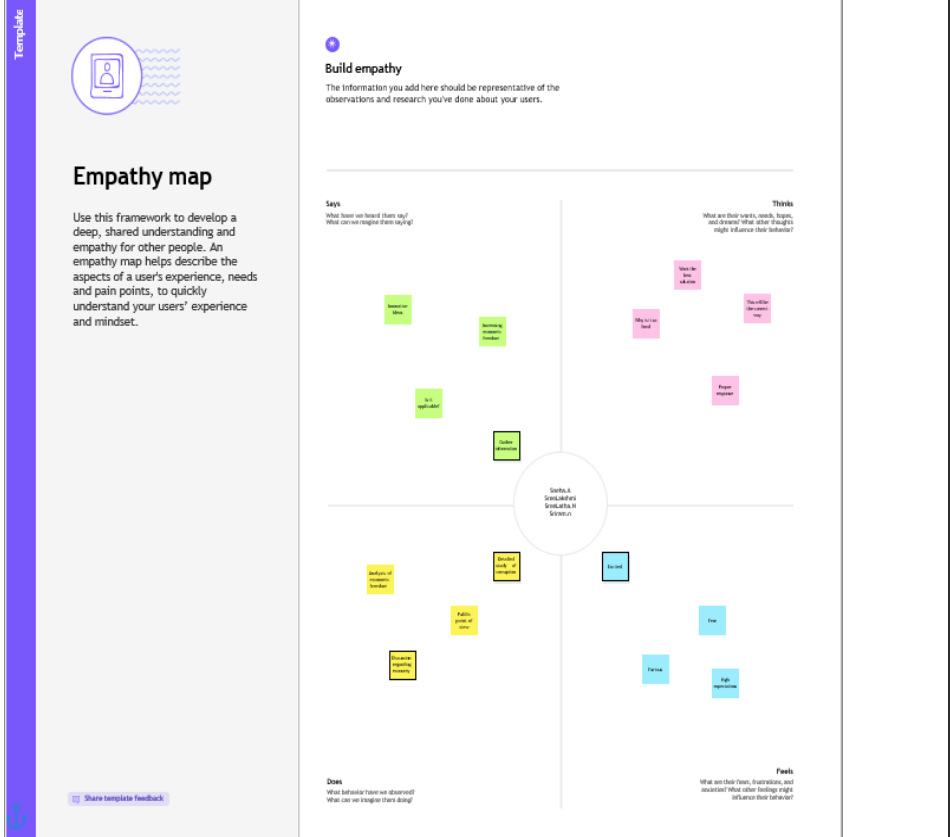 Template
Empathy map
Use this framework to develop a
deep, shared understanding and
empathy for other people. An
empathy map helps describe the
aspects of a user's experience, needs
and pain points, to quickly
understand your users' experience
and mindset.
Share template feedback
Build empathy
The information you add here should be representative of the
observations and research you've done about your users.
Says
What have we heard them say?
What can we imagine them saying?
Thinks
What are their wants, needs, hopes,
and dreams? What other thoughts
might influence their behavior?
Innovative
ideas
Increasing
economic
freedom
Is it
applicable?
Gather
information
Want the
best
solution
This will be
the correct
way
Why is it so
hard?
Proper
response
SreeLakshmi
SreeLatha.N
Analysis of
economic
freedom
Detailed
study of
corruption
Public
point of
view
Discussion
regarding
economy
Excited
Fear
High
expectations
Does
What behavior have we observed?
What can we imagine them doing?
Feels
What are their fears, frustrations, and
anxieties? What other feelings might
influence their behavior?